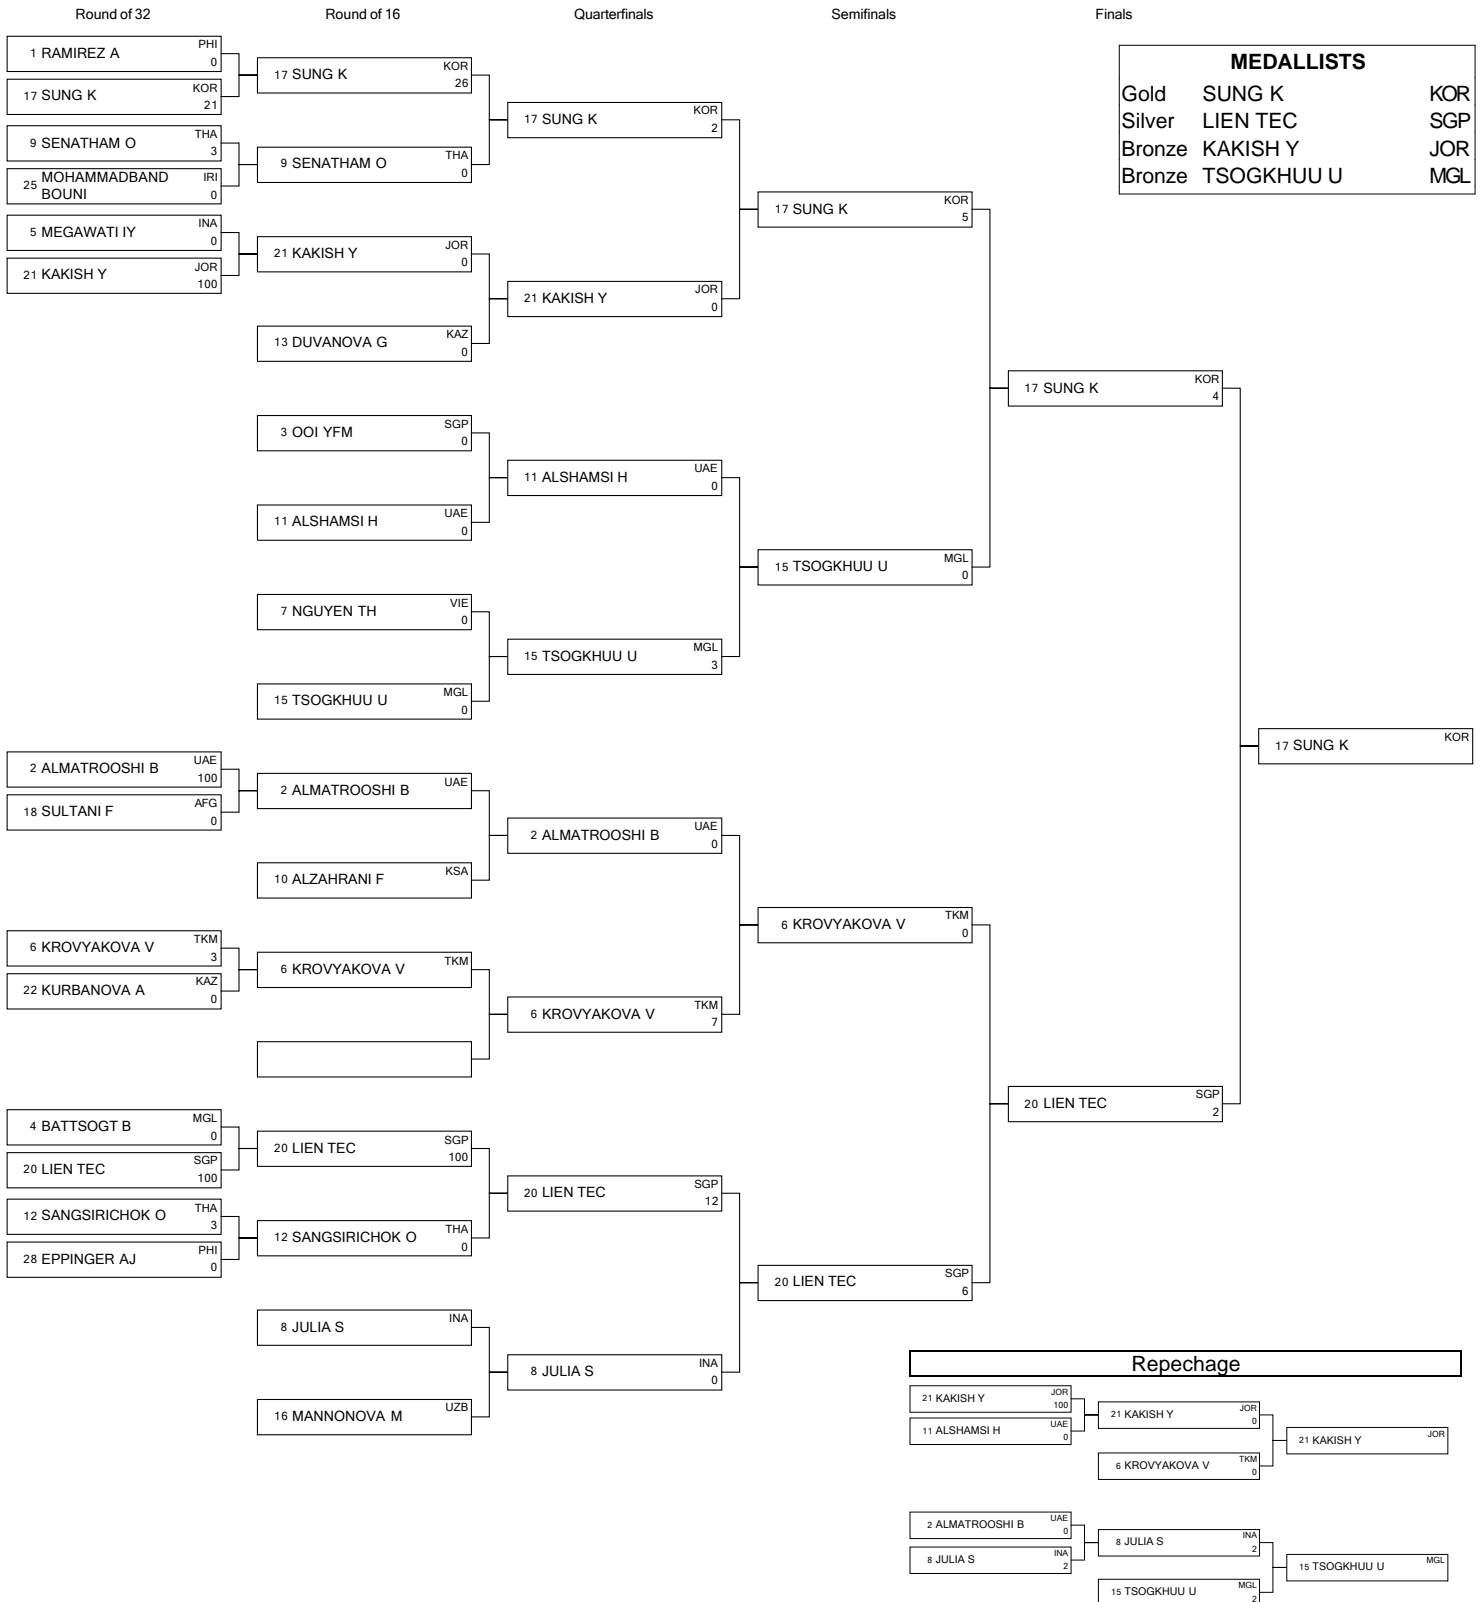 Round of 32 Round of 16 Quarterfinals Semifinals Finals
1 RAMIREZ A PHI 0
17 SUNG K KOR 21
9 SENATHAM O THA 3
25 MOHAMMADBAND
BOUNI IRI 0
5 MEGAWATI IY INA 0
21 KAKISH Y JOR 100
2 ALMATROOSHI B UAE 100
18 SULTANI F AFG 0
6 KROVYAKOVA V TKM 3
22 KURBANOVA A KAZ 0
4 BATTSOGT B MGL 0
20 LIEN TEC SGP 100
12 SANGSIRICHOK O THA 3
28 EPPINGER AJ PHI 0
17 SUNG K KOR 26
9 SENATHAM O THA 0
21 KAKISH Y JOR 0
13 DUVANOVA G KAZ 0
3 OOI YFM SGP 0
11 ALSHAMSI H UAE 0
7 NGUYEN TH VIE 0
15 TSOGKHUU U MGL 0
2 ALMATROOSHI B UAE
10 ALZAHRANI F KSA
6 KROVYAKOVA V TKM
20 LIEN TEC SGP 100
12 SANGSIRICHOK O THA 0
8 JULIA S INA
16 MANNONOVA M UZB
17 SUNG K KOR 2
21 KAKISH Y JOR 0
11 ALSHAMSI H UAE 0
15 TSOGKHUU U MGL 3
2 ALMATROOSHI B UAE 0
6 KROVYAKOVA V TKM 7
20 LIEN TEC SGP 12
8 JULIA S INA 0
17 SUNG K KOR 5
15 TSOGKHUU U MGL 0
6 KROVYAKOVA V TKM 0
20 LIEN TEC SGP 6
17 SUNG K KOR 4
20 LIEN TEC SGP 2
17 SUNG K KOR
MEDALLISTS
Gold SUNG K KOR
Silver LIEN TEC SGP
Bronze KAKISH Y JOR
Bronze TSOGKHUU U MGL
Repechage
21 KAKISH Y JOR 100
11 ALSHAMSI H UAE 0
21 KAKISH Y JOR 0
6 KROVYAKOVA V TKM 0
21 KAKISH Y JOR
2 ALMATROOSHI B UAE 0
8 JULIA S INA 2
8 JULIA S INA 2
15 TSOGKHUU U MGL 2
15 TSOGKHUU U MGL